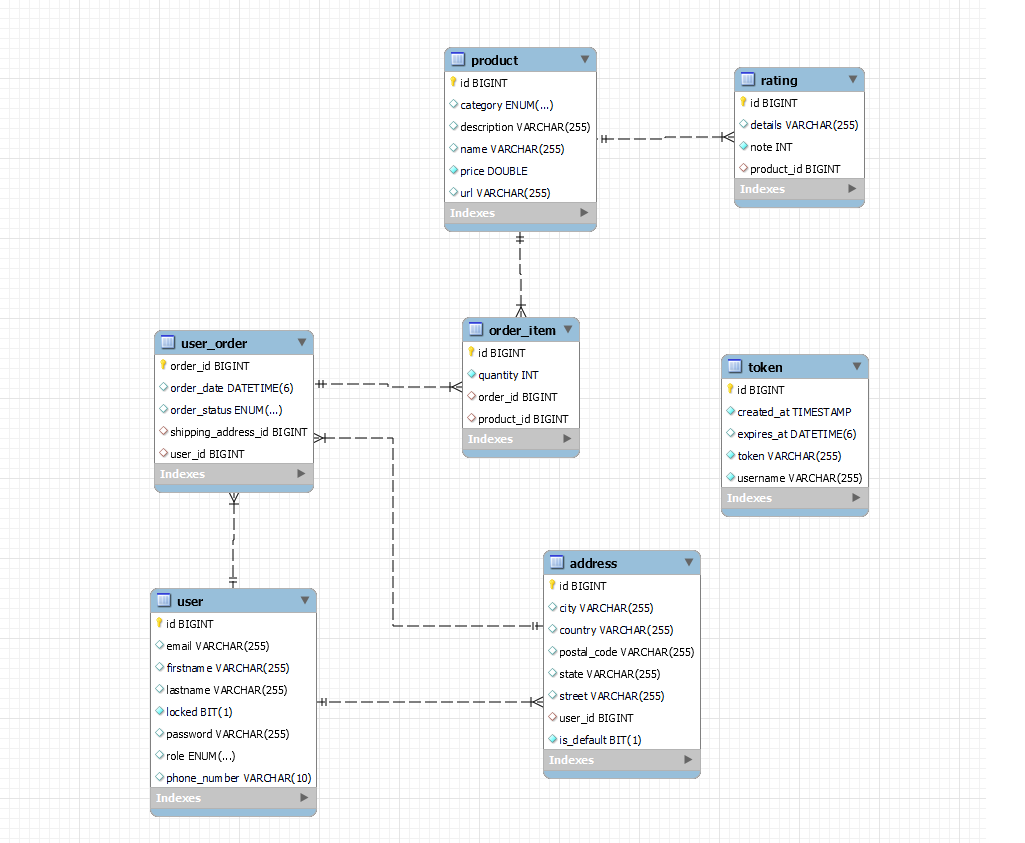 product
id BIGINT
category ENUM(...)
description VARCHAR(255)
name VARCHAR(255)
price DOUBLE
url VARCHAR(255)
Indexes
rating
id BIGINT
details VARCHAR(255)
note INT
product_id BIGINT
Indexes
user_order
order_id BIGINT
order_date DATETIME(6)
order_status ENUM(...)
shipping_address_id BIGINT
user_id BIGINT
Indexes
order_item
id BIGINT
quantity INT
order_id BIGINT
product_id BIGINT
Indexes
token
id BIGINT
created_at TIMESTAMP
expires_at DATETIME(6)
token VARCHAR(255)
username VARCHAR(255)
Indexes
user
id BIGINT
email VARCHAR(255)
firstname VARCHAR(255)
lastname VARCHAR(255)
locked BIT(1)
password VARCHAR(255)
role ENUM(...)
phone_number VARCHAR(10)
Indexes
address
id BIGINT
city VARCHAR(255)
country VARCHAR(255)
postal_code VARCHAR(255)
state VARCHAR(255)
street VARCHAR(255)
user_id BIGINT
is_default BIT(1)
Indexes